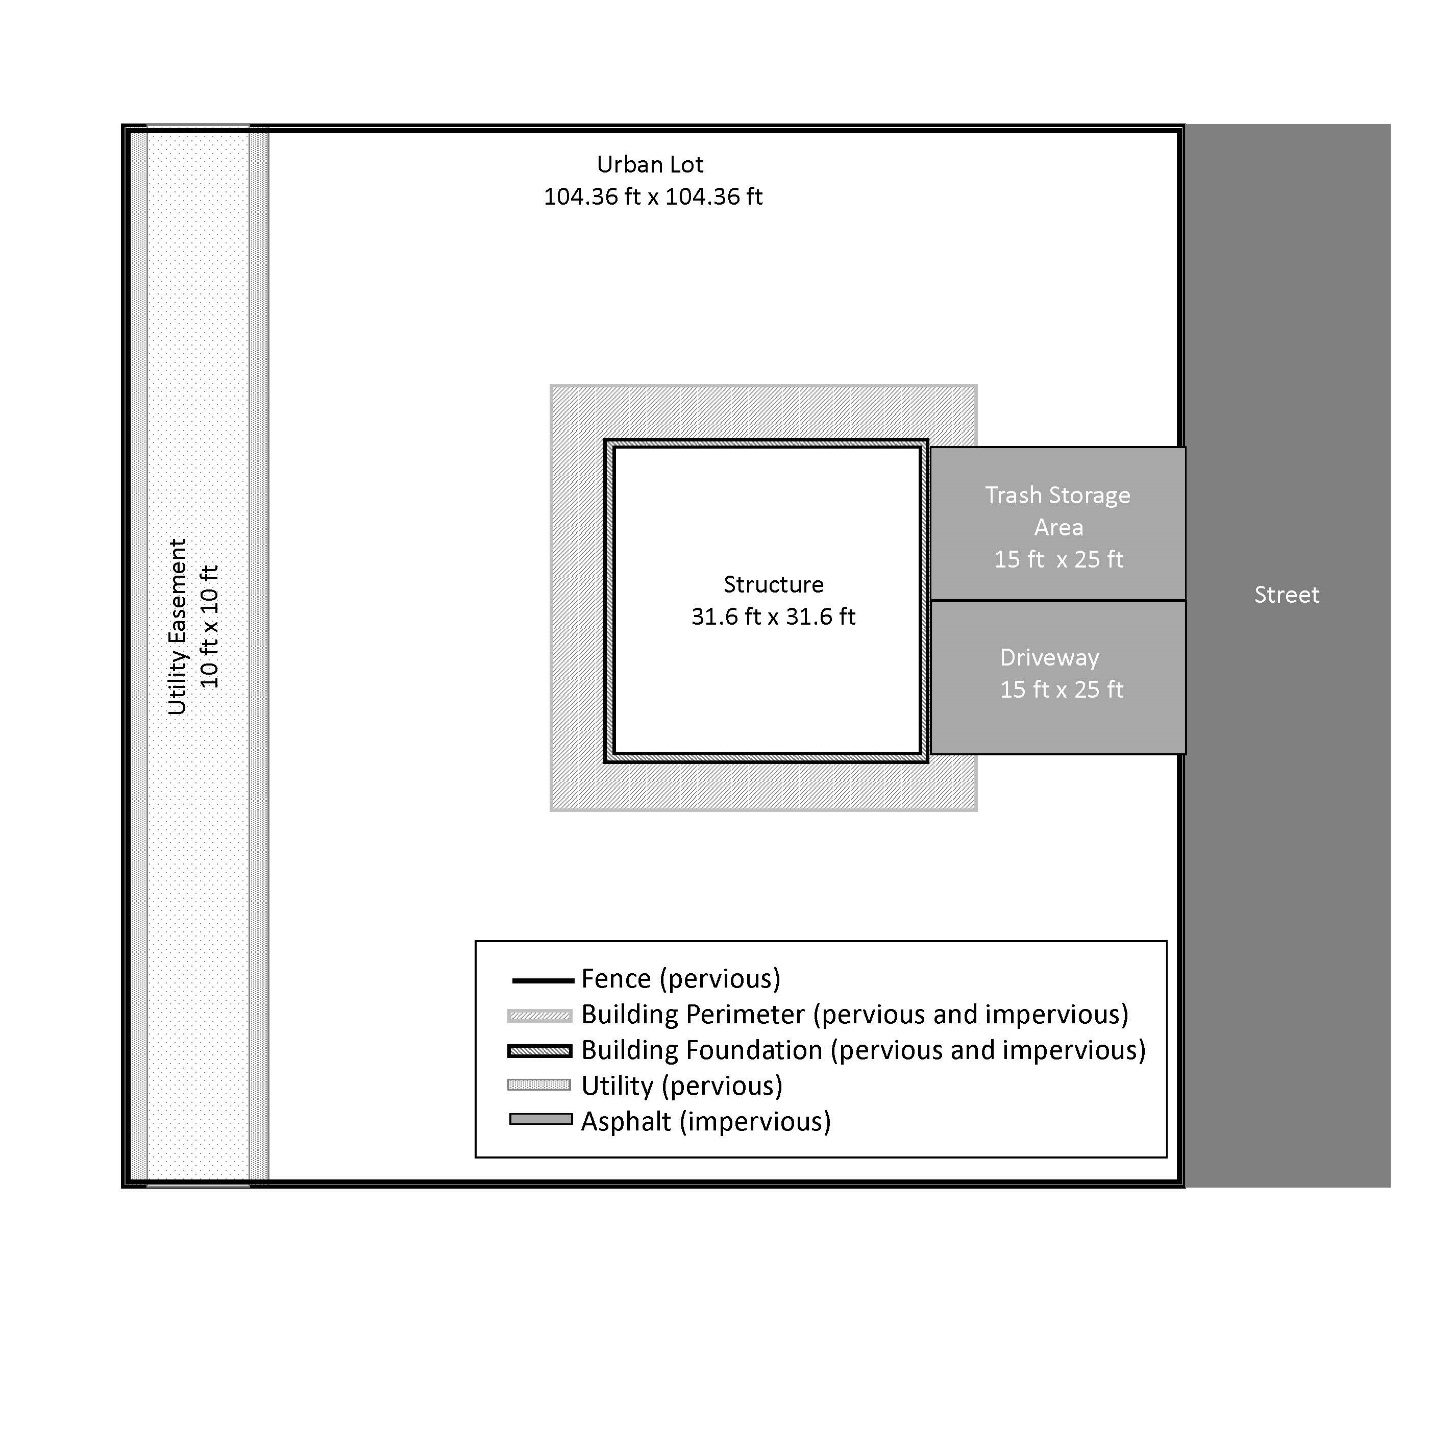 Urban Lot
104.36 ft x 104.36 ft
Utility Easement
10 ft x 10 ft
Structure
31.6 ft x 31.6 ft
Trash Storage
Area
15 ft x 25 ft
Driveway
15 ft x 25 ft
Street
Fence (pervious)
Building Perimeter (pervious and impervious)
Building Foundation (pervious and impervious)
Utility (pervious)
Asphalt (impervious)